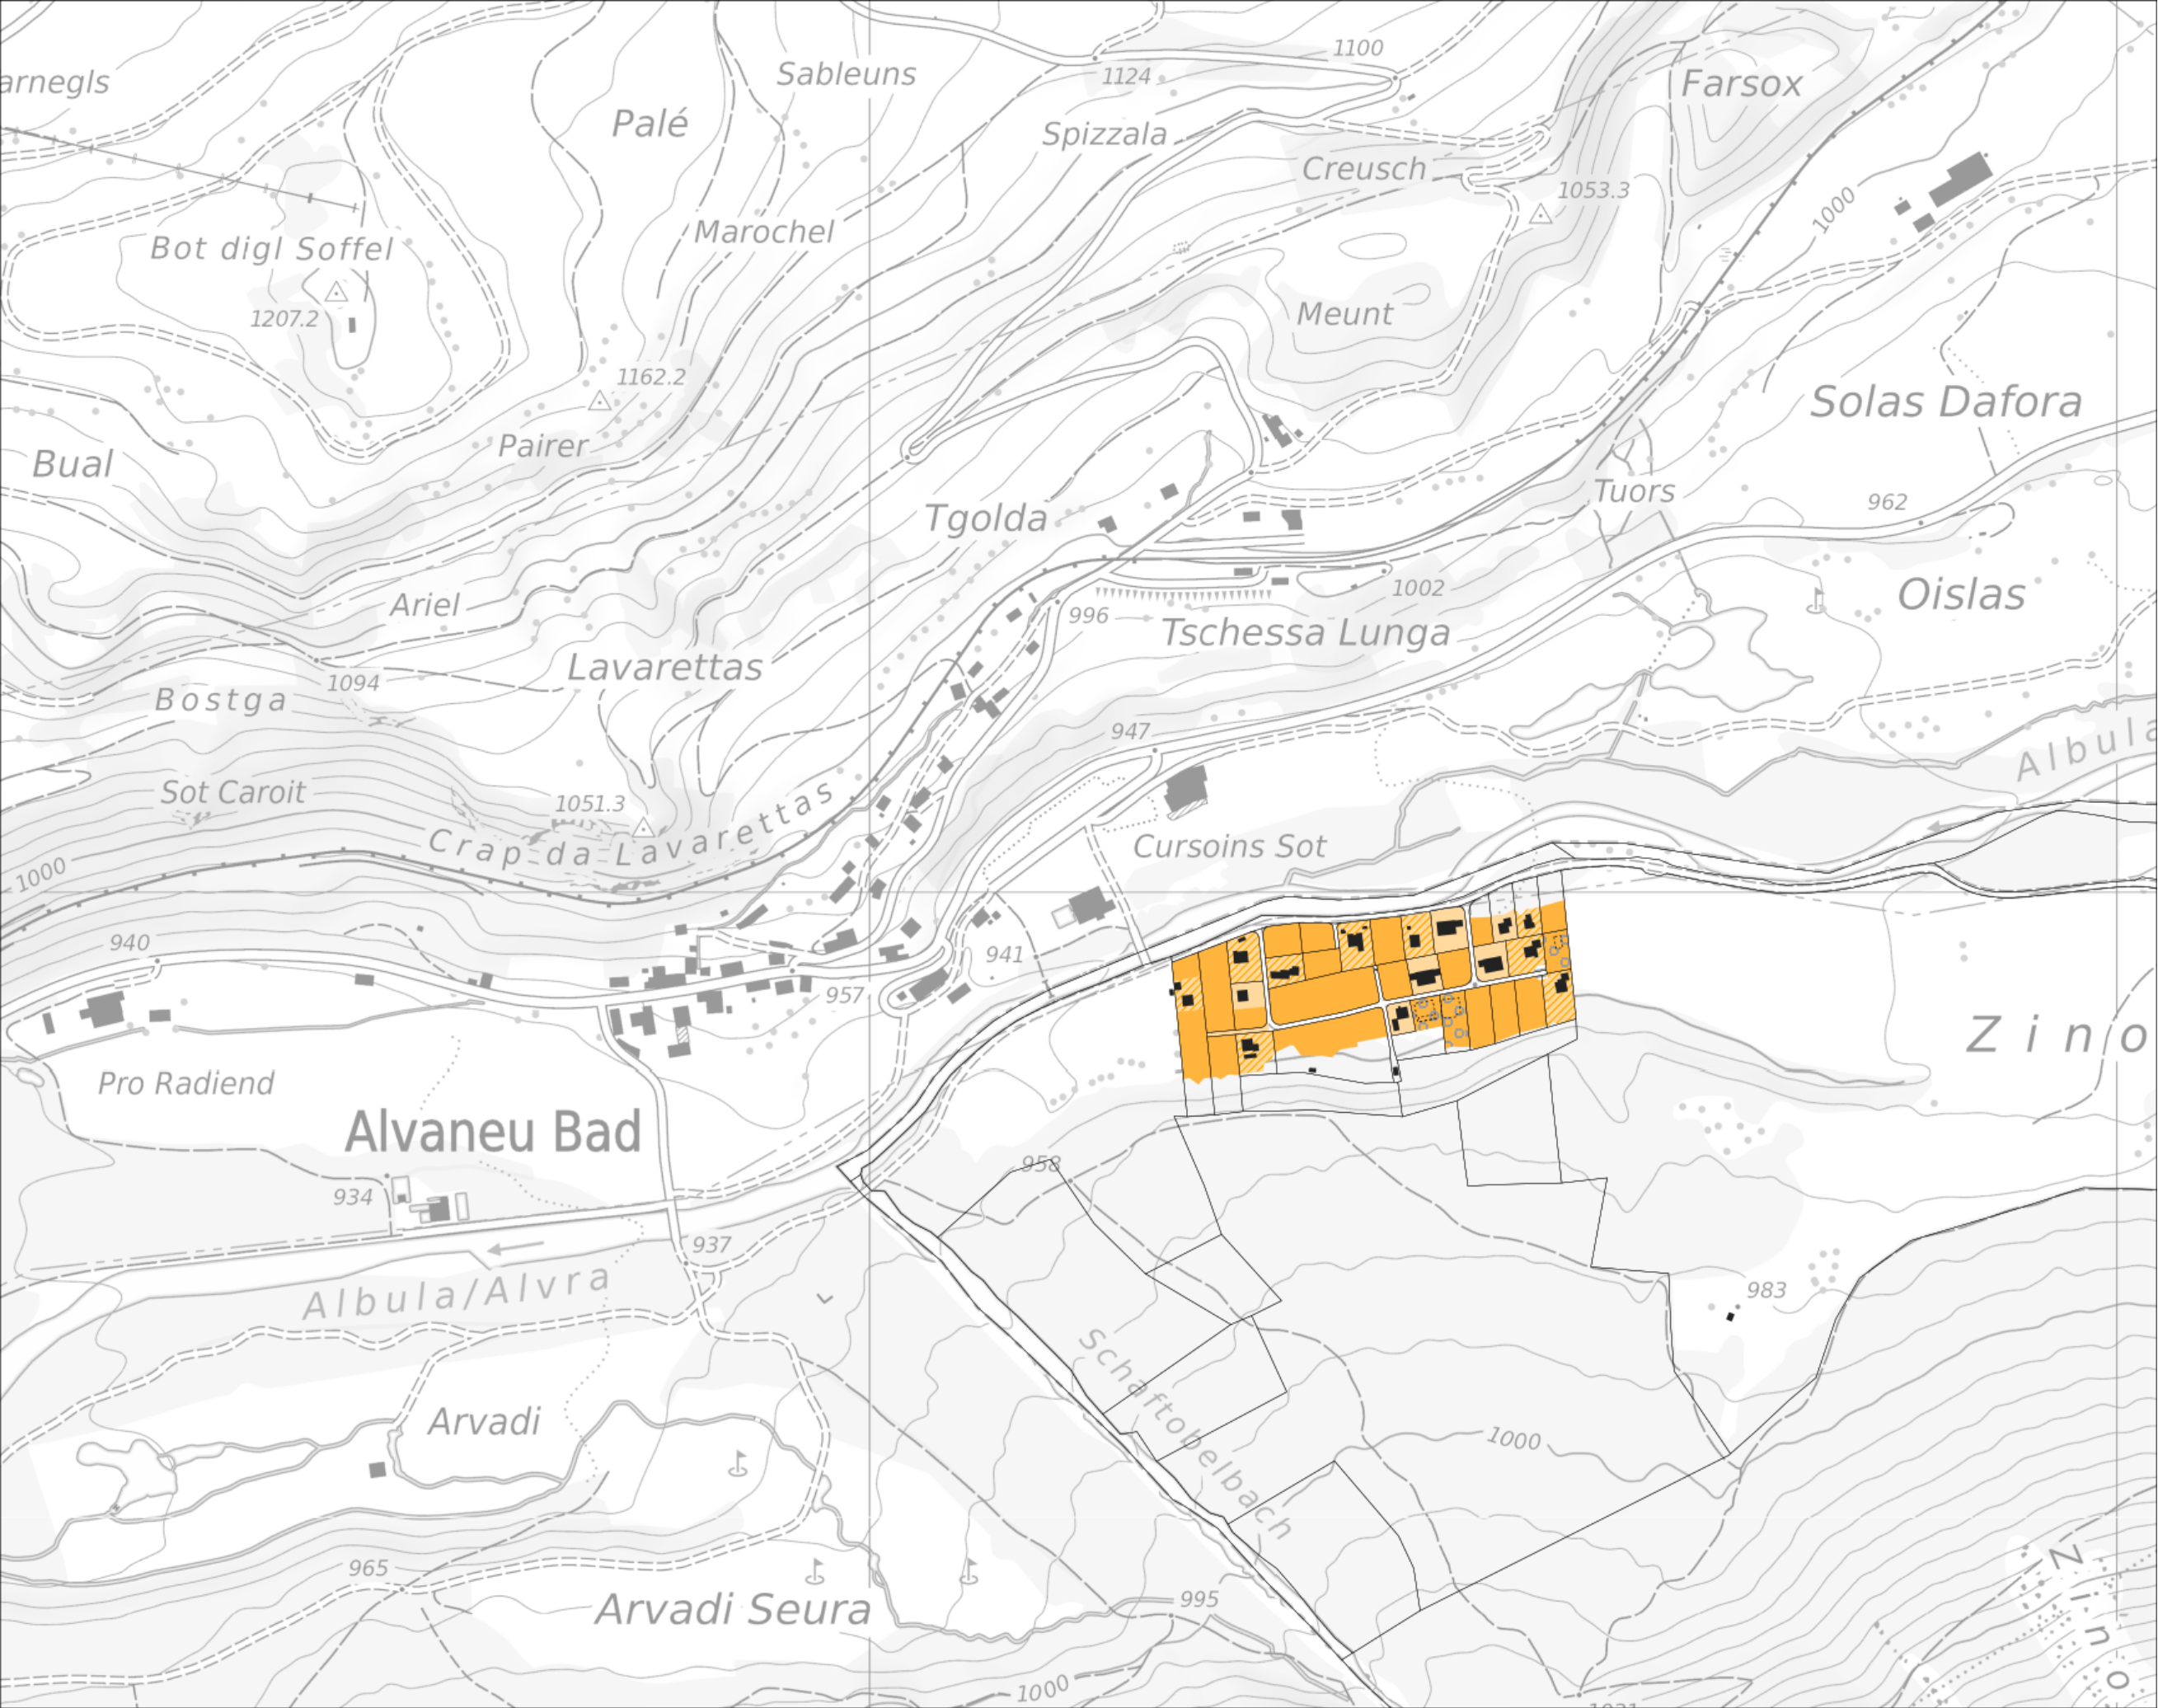 arnegls
Sableuns
1100
1124
Farsox
Palé
Spizzala
Creusch
1053.3
Marochel
1000
Bot digl Soffel
1207.2
Meunt
1162.2
Solas Dafora
Pairer
Bual
Tgolda
Tuors
962
1002
Oislas
Ariel
996
Tschessa Lunga
Lavarettas
1094
Bostga
947
Albula
Sot Caroit
1051.3
Crap da Lavarettas
Cursoins Sot
1000
940
941
957
Zino
Pro Radiend
Alvaneu Bad
958
934
937
983
Albula/Alvra
Schaftobelbach
Arvadi
1000
965
995
Arvadi Seura
Zino
1000